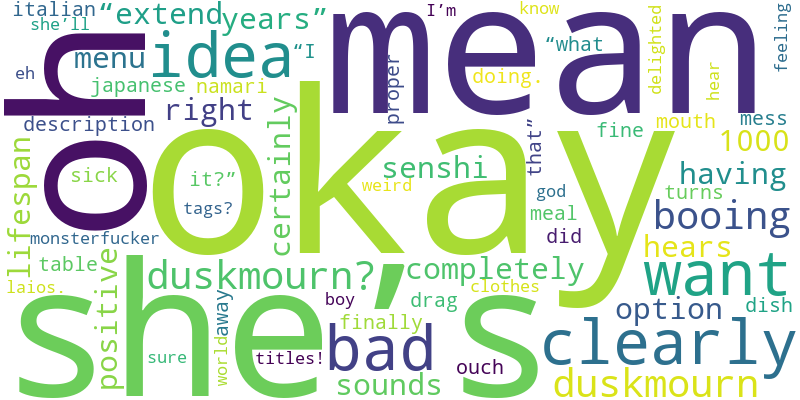 italian
“extend
years”
I’m
know
she’ll
menu
idea
“I
mean
“what
delighted
feeling
eh
japanese
namari
proper
doing.
hear
oh
right
description
certainly
okay,
that”
fine
mouth
mess
1000
lifespan
sick
it?”
senshi
weird
god
having
turns
tags?
meal
booing
monsterfucker
did
hears
table
positive
duskmourn?
completely
want
laios.
she’s
away
boy
drag
clothes
option
dish
world
finally
sure
titles!
bad
ouch
clearly
sounds
duskmourn